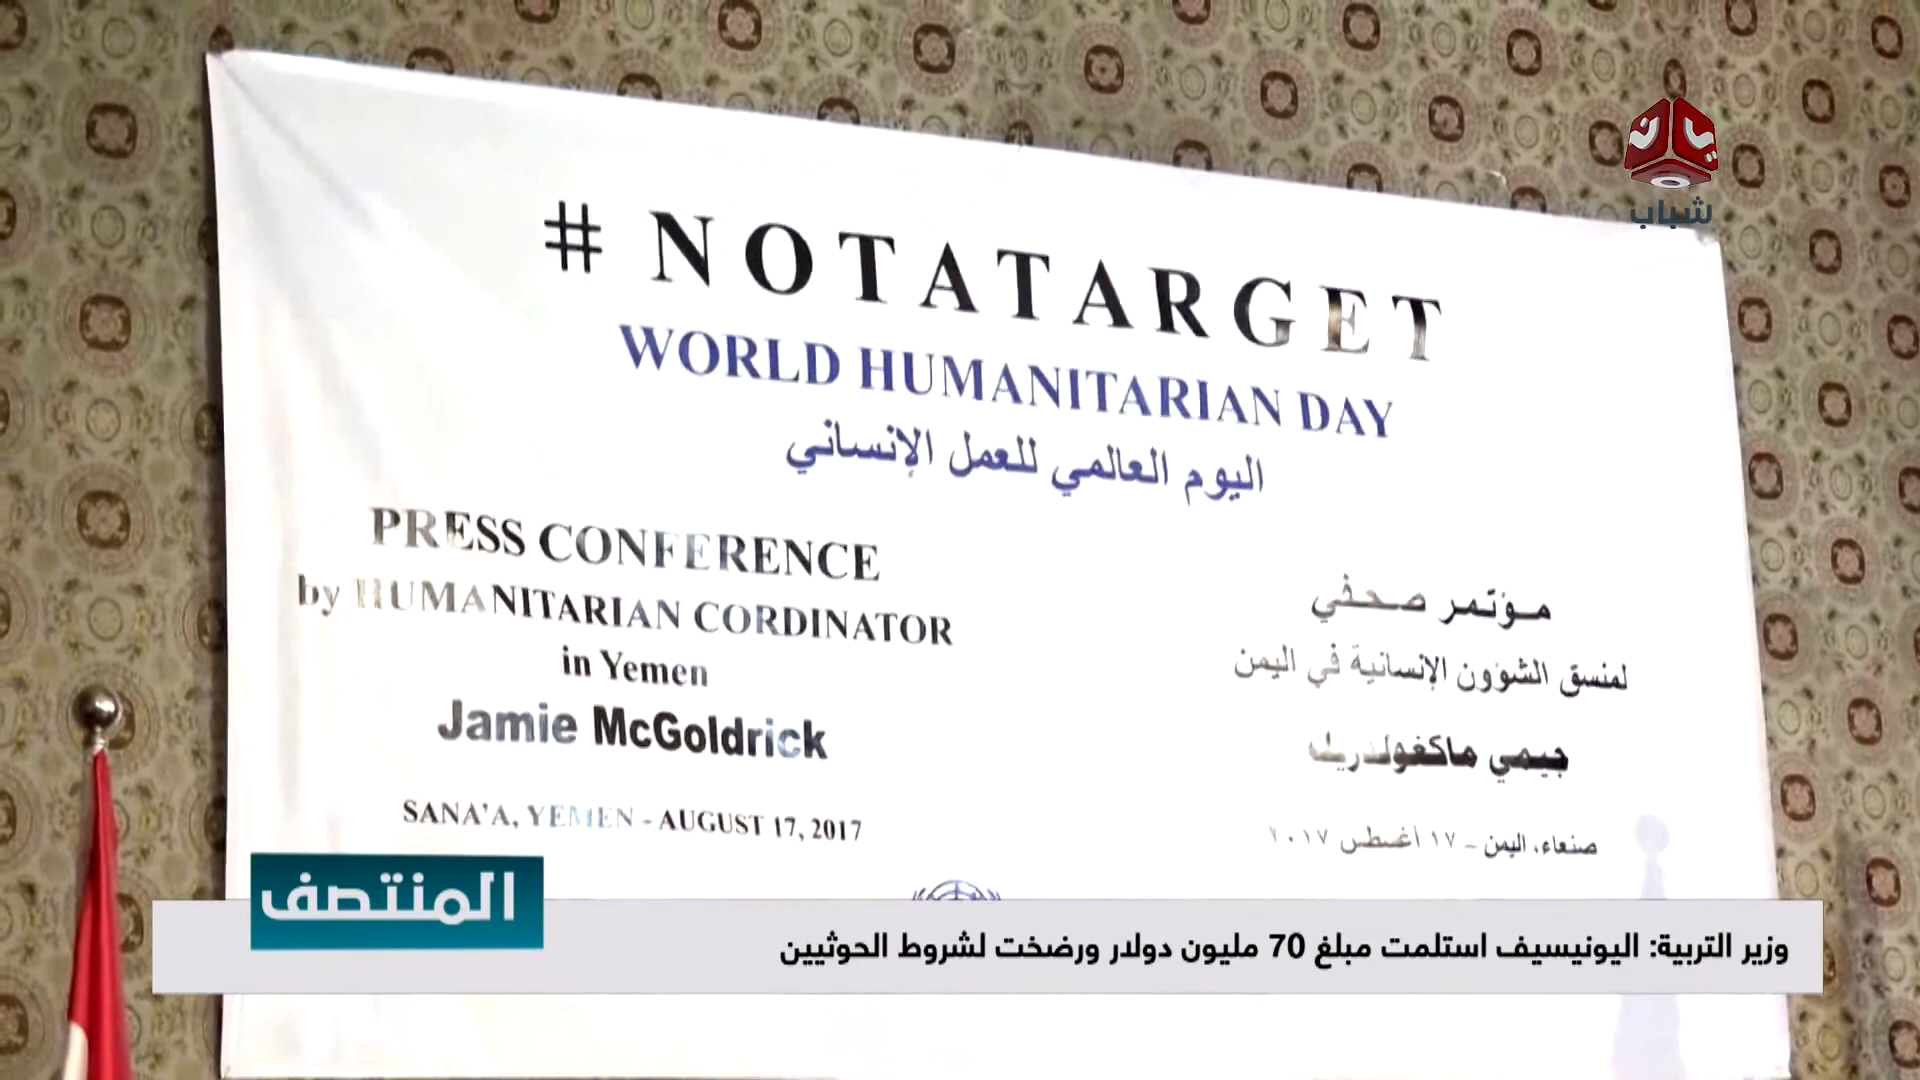 يمن
شباب
# NOTATARGET
WORLD HUMANITARIAN DAY
اليوم العالمي للعمل الإنساني
PRESS CONFERENCE
by HUMANITARIAN CORDINATOR
in Yemen
Jamie McGoldrick
SANA'A, YEMEN - AUGUST 17, 2017
مؤتمر صحفي
لمنسق الشؤون الإنسانية في اليمن
جيمي ماكغولدريك
صنعاء، اليمن – ١٧ أغسطس ٢٠١٧
المنتصف
وزير التربية: اليونيسيف استلمت مبلغ 70 مليون دولار ورضخت لشروط الحوثيين